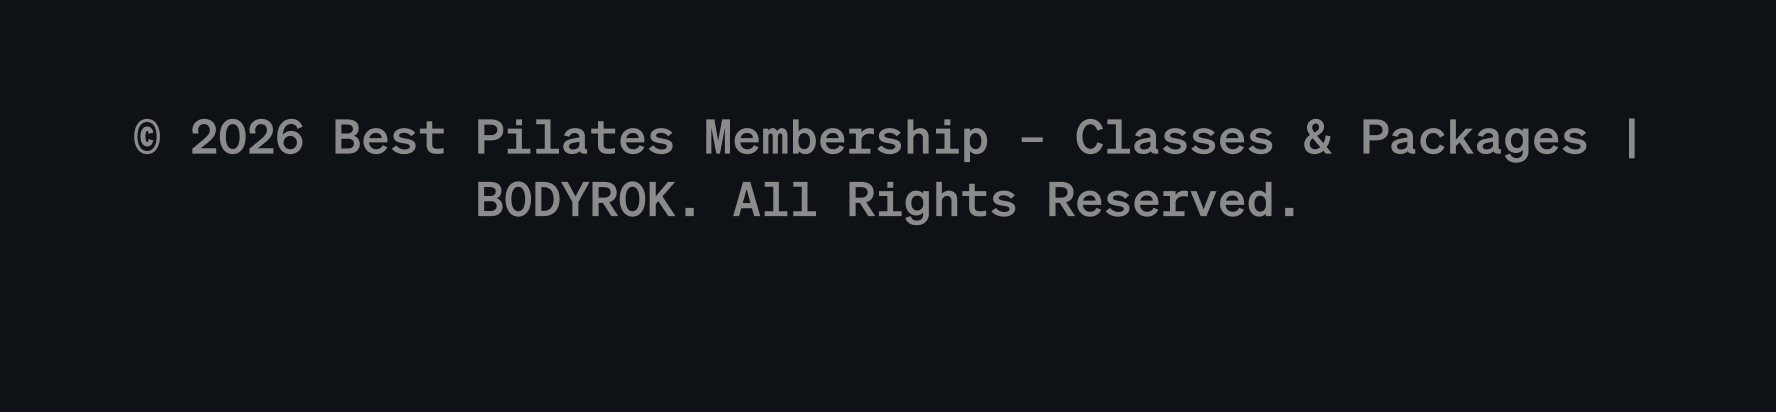 © 2026 Best Pilates Membership – Classes & Packages |
BODYROK. All Rights Reserved.